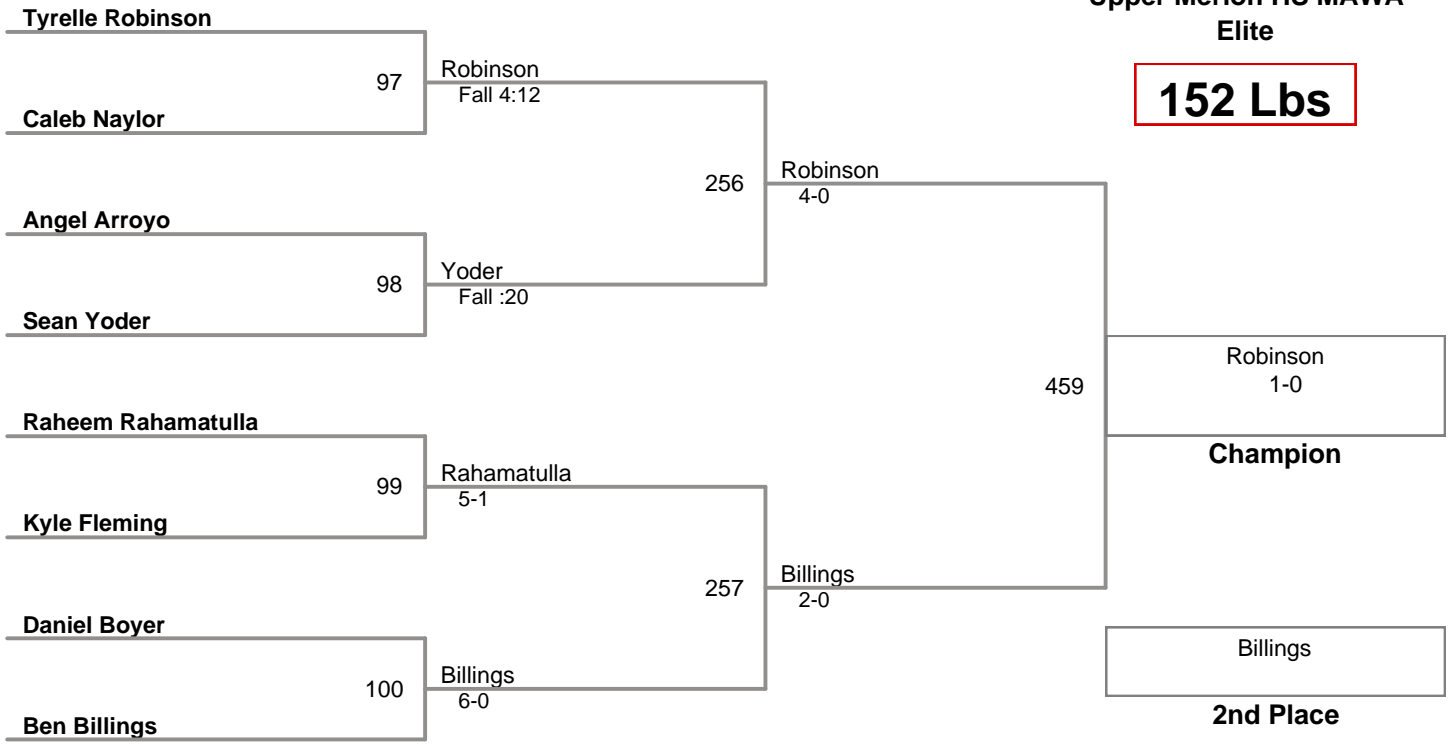 Upper Merion HS MAWA
Elite
152 Lbs
Tyrelle Robinson
97
Caleb Naylor
Robinson
Fall 4:12
Angel Arroyo
98
Sean Yoder
Yoder
Fall :20
256
Robinson
4-0
Raheem Rahamatulla
99
Kyle Fleming
Rahamatulla
5-1
Daniel Boyer
100
Ben Billings
Billings
6-0
257
Billings
2-0
459
Robinson
1-0
Champion
Billings
2nd Place